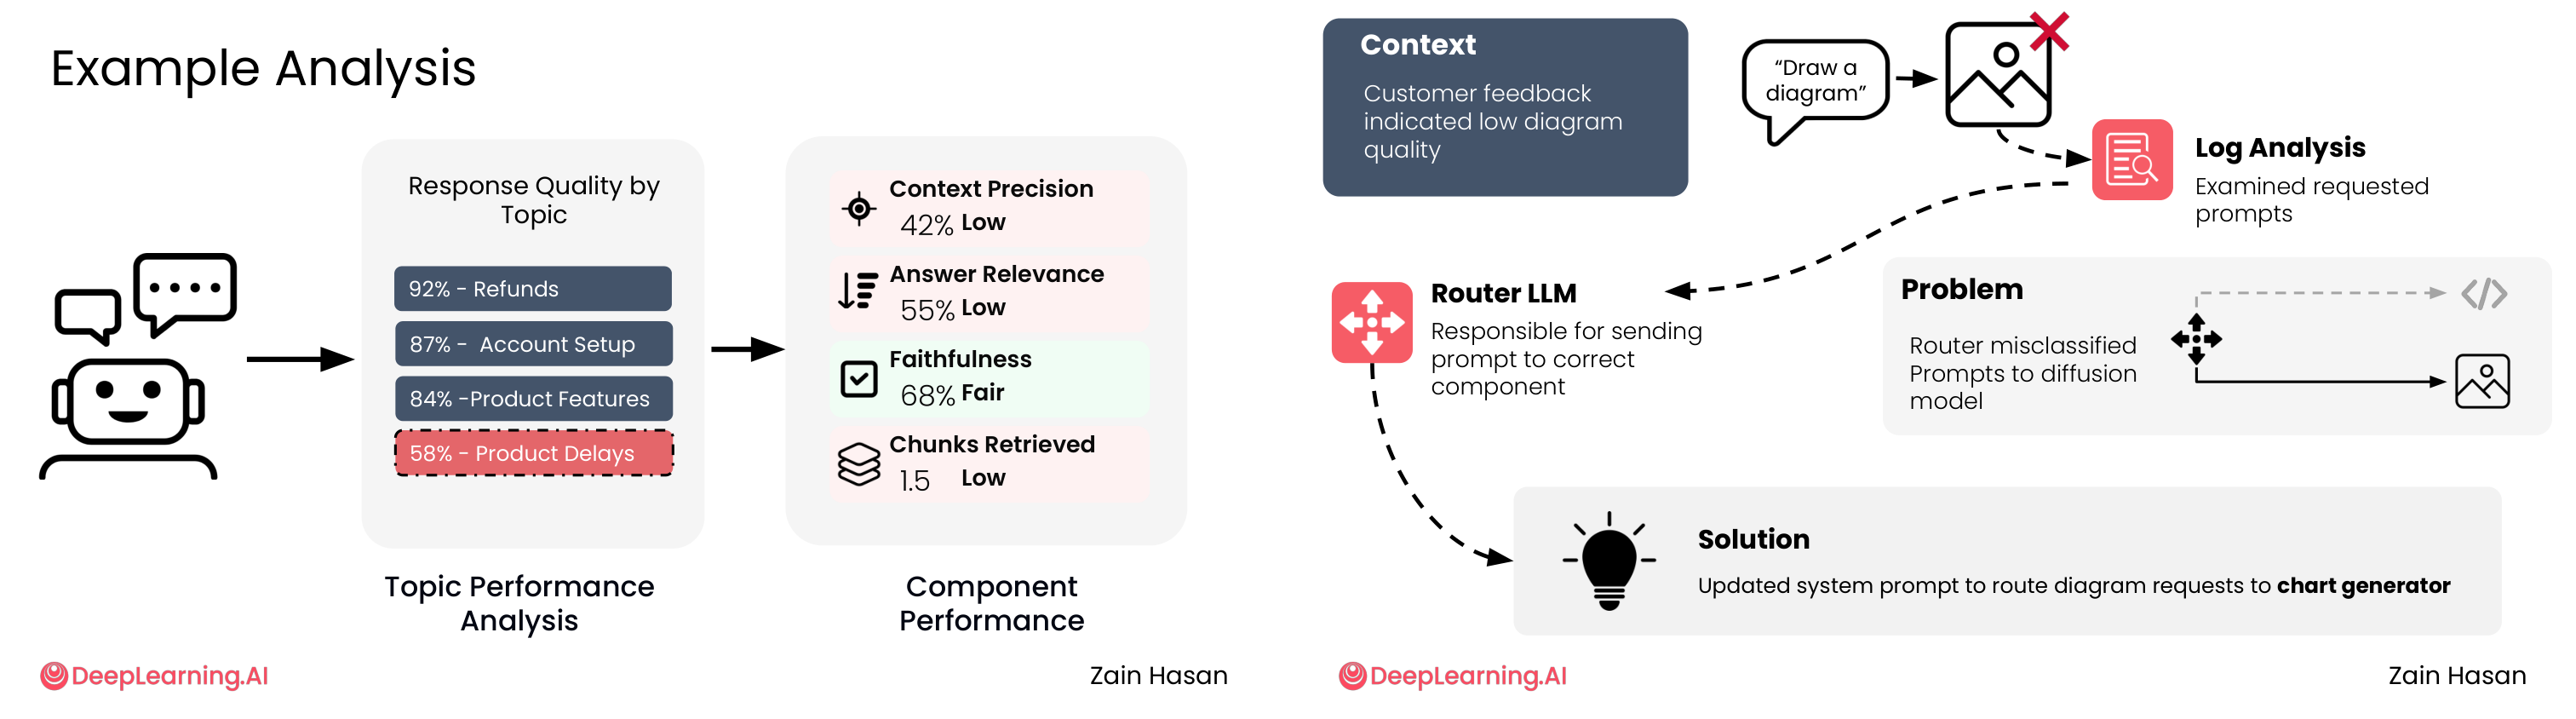 Example Analysis
Response Quality by
Topic
92% - Refunds
87% -  Account Setup
84% -Product Features
58% - Product Delays
Topic Performance
Analysis
Context Precision
42% Low
Answer Relevance
55% Low
Faithfulness
68% Fair
Chunks Retrieved
1.5 Low
Component
Performance
DeepLearning.AI
Zain Hasan
Context
Customer feedback
indicated low diagram
quality
“Draw a
diagram”
Log Analysis
Examined requested
prompts
Router LLM
Responsible for sending
prompt to correct
component
Problem
Router misclassified
Prompts to diffusion
model
</>
Solution
Updated system prompt to route diagram requests to chart generator
DeepLearning.AI
Zain Hasan